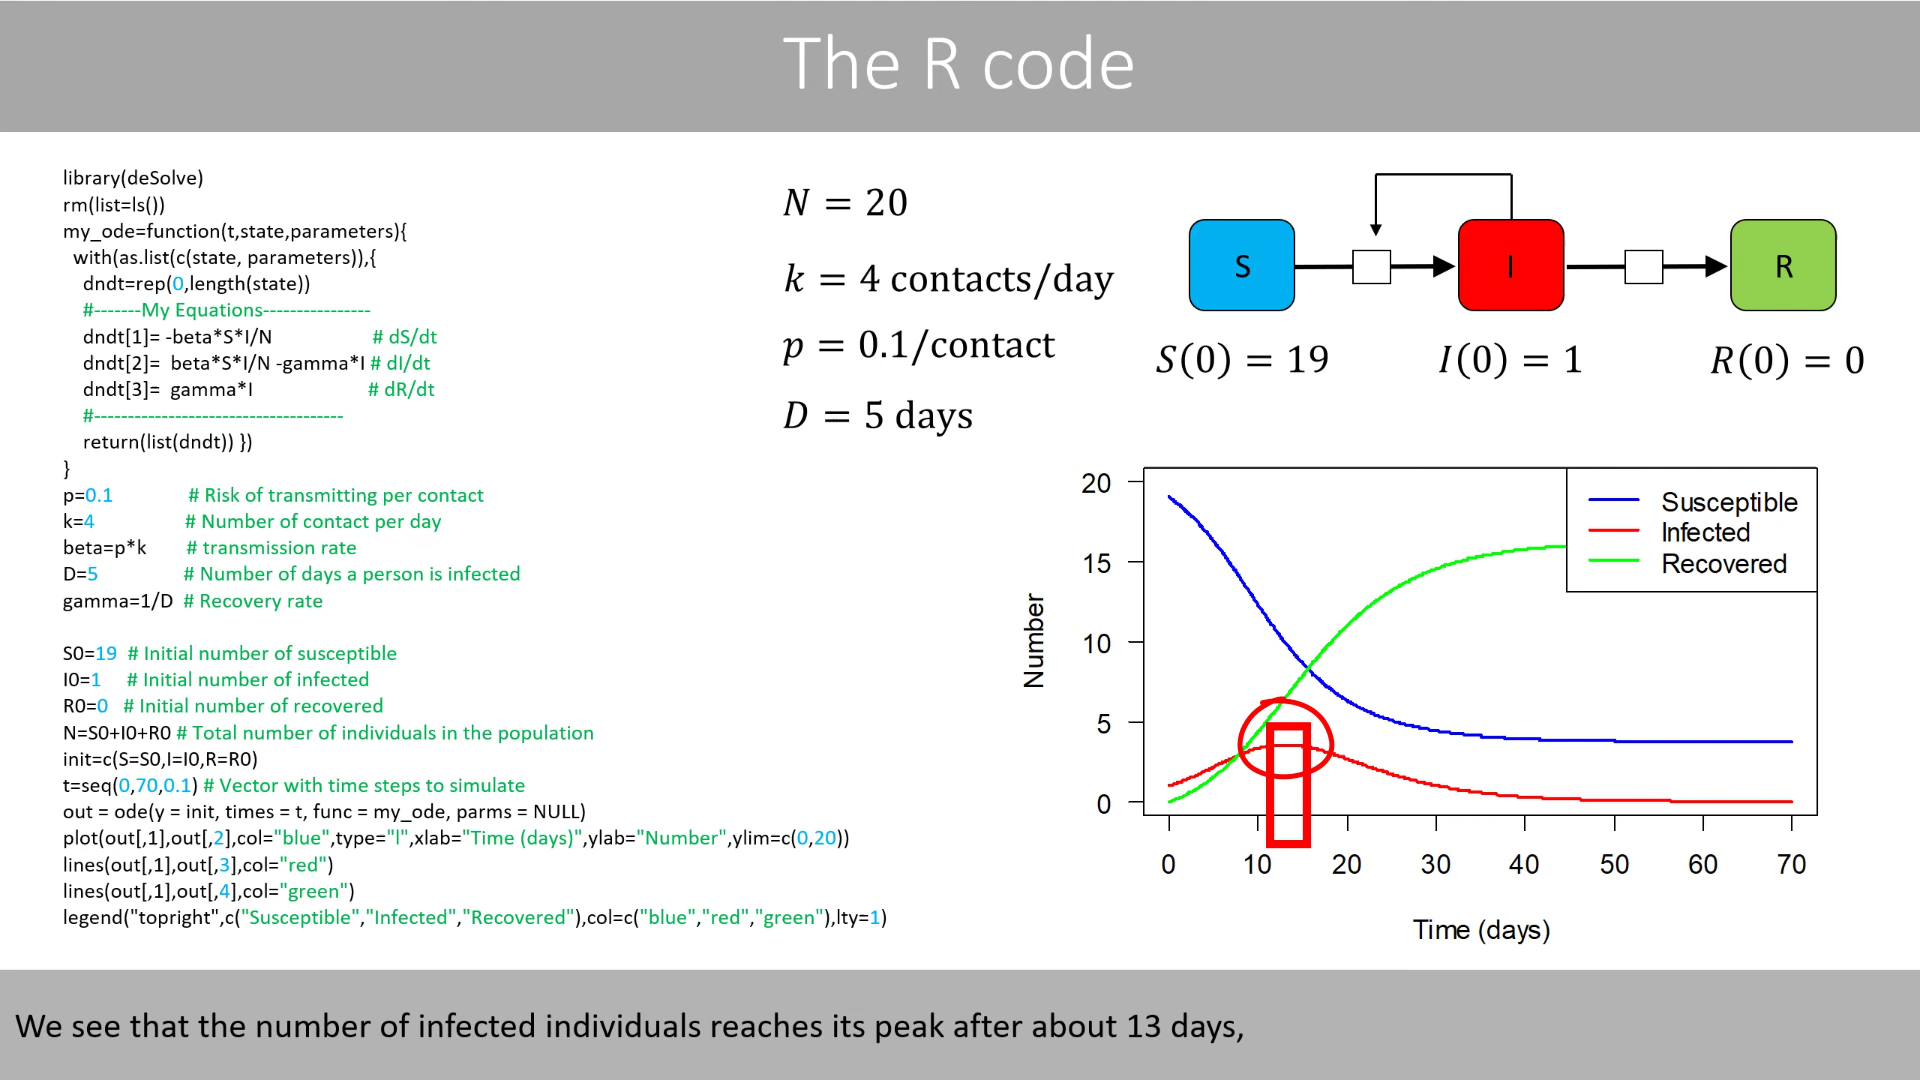 The R code
library(deSolve)
rm(list=ls())
my_ode=function(t,state,parameters){
with(as.list(c(state, parameters)),{
dndt=rep(0,length(state))
#-------My Equations----------------
dndt[1]= -beta*S*I/N # dS/dt
dndt[2]= beta*S*I/N -gamma*I # dI/dt
dndt[3]= gamma*I # dR/dt
#-------------------------------------
return(list(dndt)) })
}
p=0.1 # Risk of transmitting per contact
k=4 # Number of contact per day
beta=p*k # transmission rate
D=5 # Number of days a person is infected
gamma=1/D # Recovery rate
S0=19 # Initial number of susceptible
I0=1 # Initial number of infected
R0=0 # Initial number of recovered
N=S0+I0+R0 # Total number of individuals in the population
init=c(S=S0,I=I0,R=R0)
t=seq(0,70,0.1) # Vector with time steps to simulate
out = ode(y = init, times = t, func = my_ode, parms = NULL)
plot(out[,1],out[,2],col="blue",type="l",xlab="Time (days)",ylab="Number",ylim=c(0,20))
lines(out[,1],out[,3],col="red")
lines(out[,1],out[,4],col="green")
legend("topright",c("Susceptible","Infected","Recovered"),col=c("blue","red","green"),lty=1)
N = 20
k = 4 contacts/day
p = 0.1/contact
D = 5 days
S I R
S(0) = 19 I(0) = 1 R(0) = 0
Susceptible
Infected
Recovered
20
15
10
5
0
Number
0 10 20 30 40 50 60 70
Time (days)
We see that the number of infected individuals reaches its peak after about 13 days,